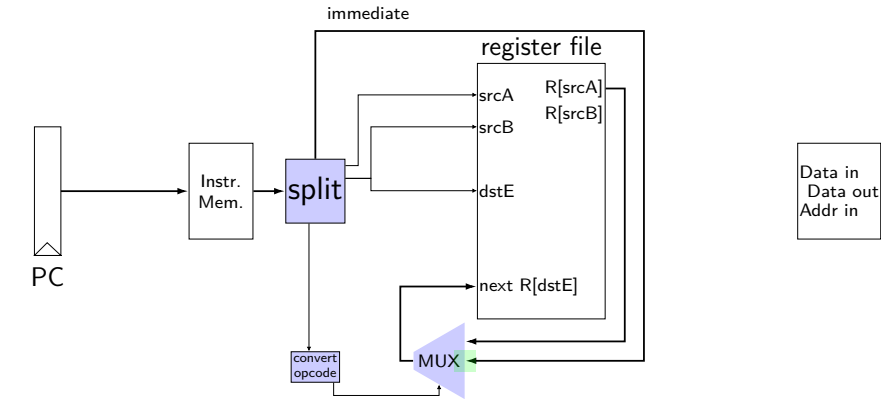 immediate
register file
srcA
R[srcA]
R[srcB]
srcB
Instr.
Mem.
split
dstE
Data in
Data out
Addr in
PC
next R[dstE]
convert
opcode
MUX